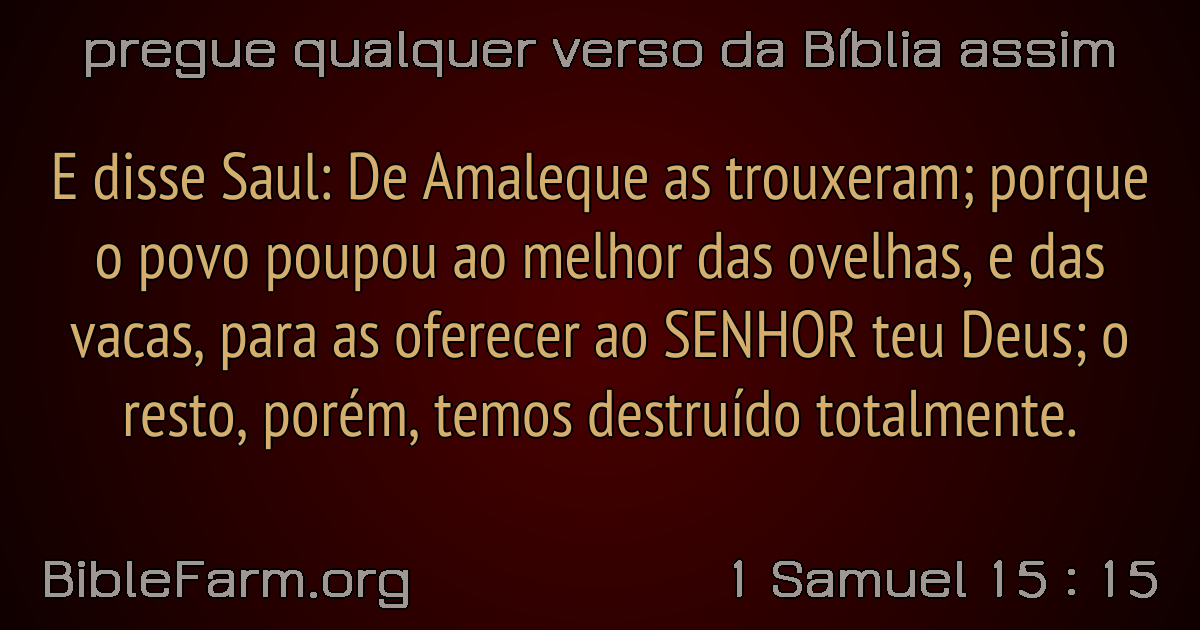 pregue qualquer verso da Bíblia assim
E disse Saul: De Amaleque as trouxeram; porque
o povo poupou ao melhor das ovelhas, e das
vacas, para as oferecer ao SENHOR teu Deus; o
resto, porém, temos destruído totalmente.
BibleFarm.org
1 Samuel 15 : 15